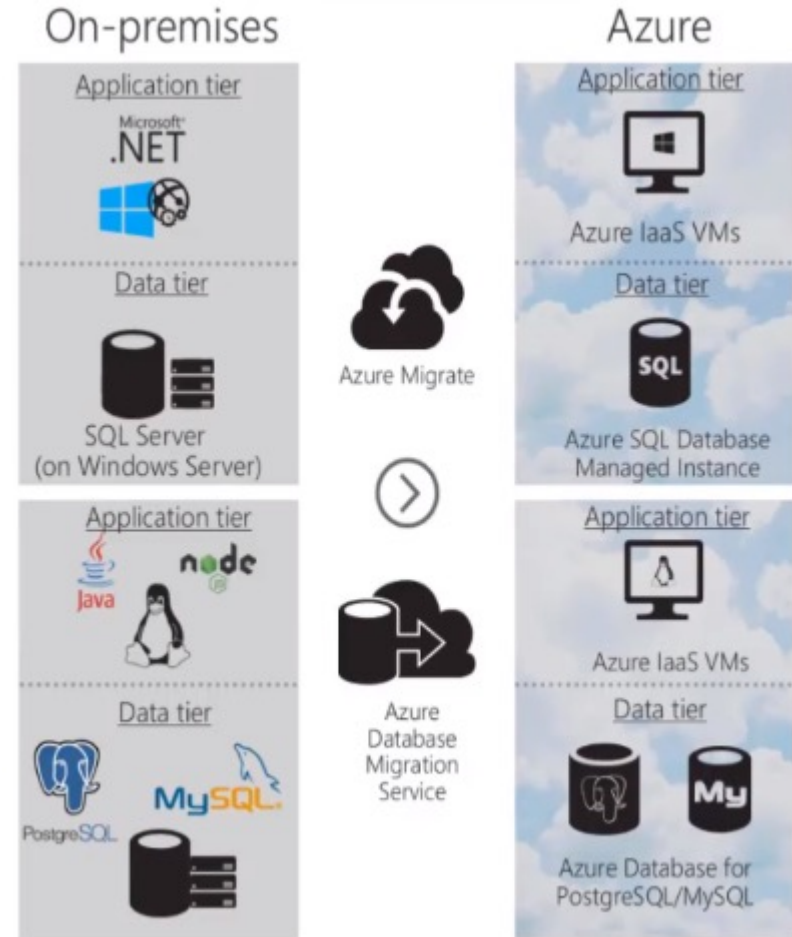 On-premises
Application tier
Microsoft®
.NET
Data tier
SQL Server
(on Windows Server)
Application tier
Java
node
JS
Data tier
PostgreSQL
MySQL®
Azure Migrate
Azure
Database
Migration
Service
Azure
Application tier
Azure IaaS VMs
Data tier
SQL
Azure SQL Database
Managed Instance
Application tier
Azure IaaS VMs
Data tier
My
Azure Database for
PostgreSQL/MySQL